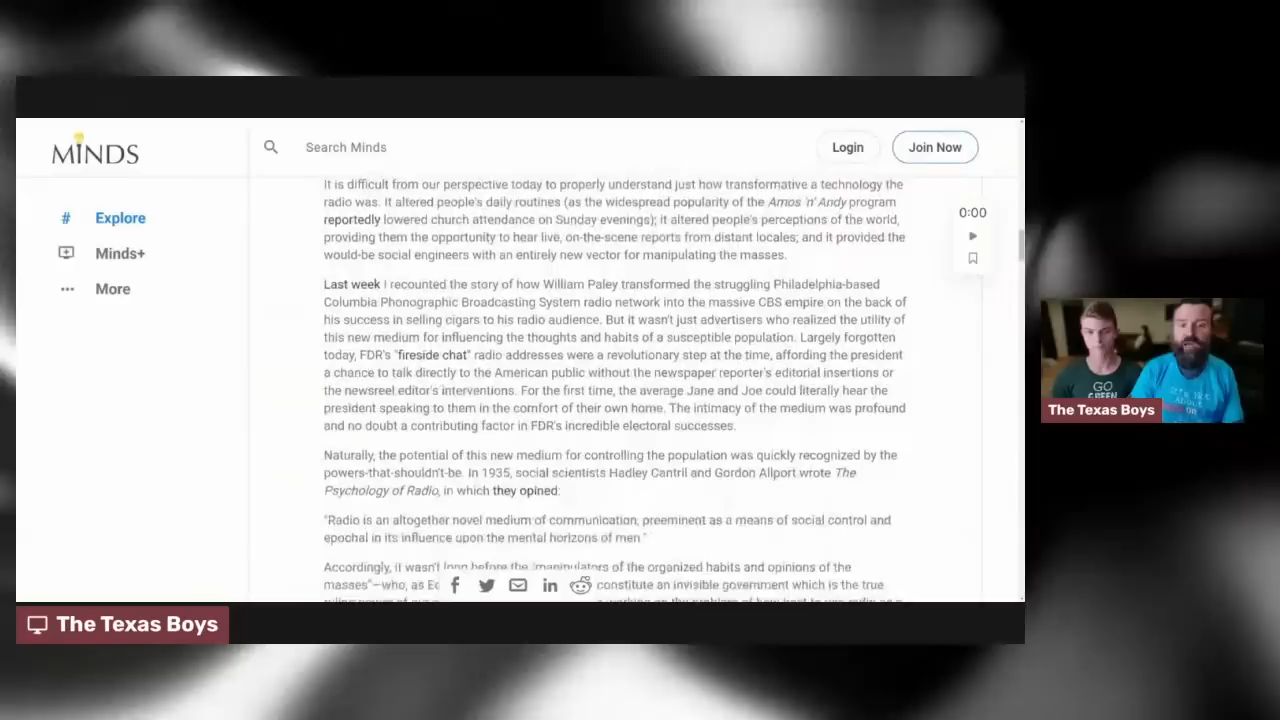 MINDS
Search Minds
Login
Join Now
# Explore
Minds+
More
0:00
It is difficult from our perspective today to properly understand just how transformative a technology the
radio was. It altered people's daily routines (as the widespread popularity of the Amos 'n' Andy program
reportedly lowered church attendance on Sunday evenings); it altered people's perceptions of the world,
providing them the opportunity to hear live, on-the-scene reports from distant locales; and it provided the
would-be social engineers with an entirely new vector for manipulating the masses.
Last week I recounted the story of how William Paley transformed the struggling Philadelphia-based
Columbia Phonographic Broadcasting System radio network into the massive CBS empire on the back of
his success in selling cigars to his radio audience. But it wasn't just advertisers who realized the utility of
this new medium for influencing the thoughts and habits of a susceptible population. Largely forgotten
today, FDR's "fireside chat" radio addresses were a revolutionary step at the time, affording the president
a chance to talk directly to the American public without the newspaper reporter's editorial insertions or
the newsreel editor's interventions. For the first time, the average Jane and Joe could literally hear the
president speaking to them in the comfort of their own home. The intimacy of the medium was profound
and no doubt a contributing factor in FDR's incredible electoral successes.
Naturally, the potential of this new medium for controlling the population was quickly recognized by the
powers-that-shouldn't-be. In 1935, social scientists Hadley Cantril and Gordon Allport wrote The
Psychology of Radio, in which they opined:
"Radio is an altogether novel medium of communication, preeminent as a means of social control and
epochal in its influence upon the mental horizons of men."
Accordingly, it wasn't long before the "manipulators of the organized habits and opinions of the
masses"—who, as constitute an invisible government which is the true
GO
GREEN
The Texas Boys
The Texas Boys